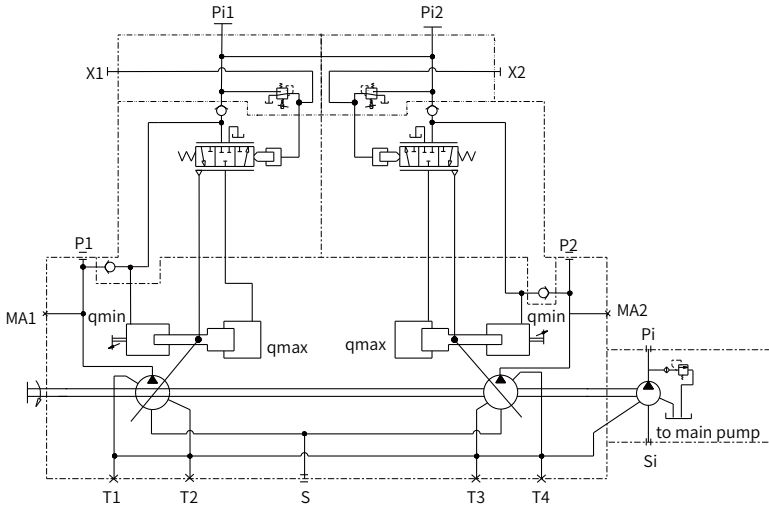 Pi1
Pi2
X1
X2
P1
P2
MA1
qmin
qmin
MA2
qmax
qmax
Pi
to main pump
Si
T1
T2
S
T3
T4